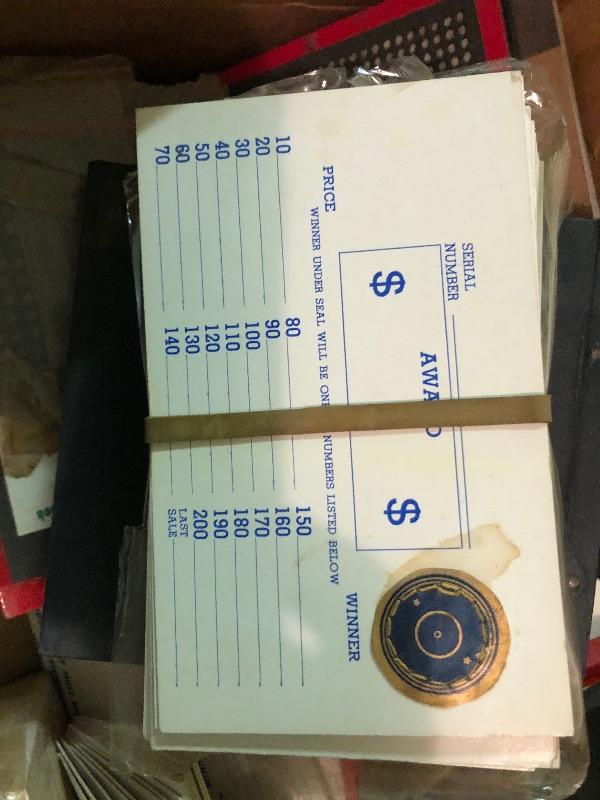 SERIAL
NUMBER
AWA D
$ $
WINNER
PRICE
WINNER UNDER SEAL WILL BE ONE NUMBERS LISTED BELOW
10 80 150
20 90 160
30 100 170
40 110 180
50 120 190
60 130 200
70 140 LAST
SALE